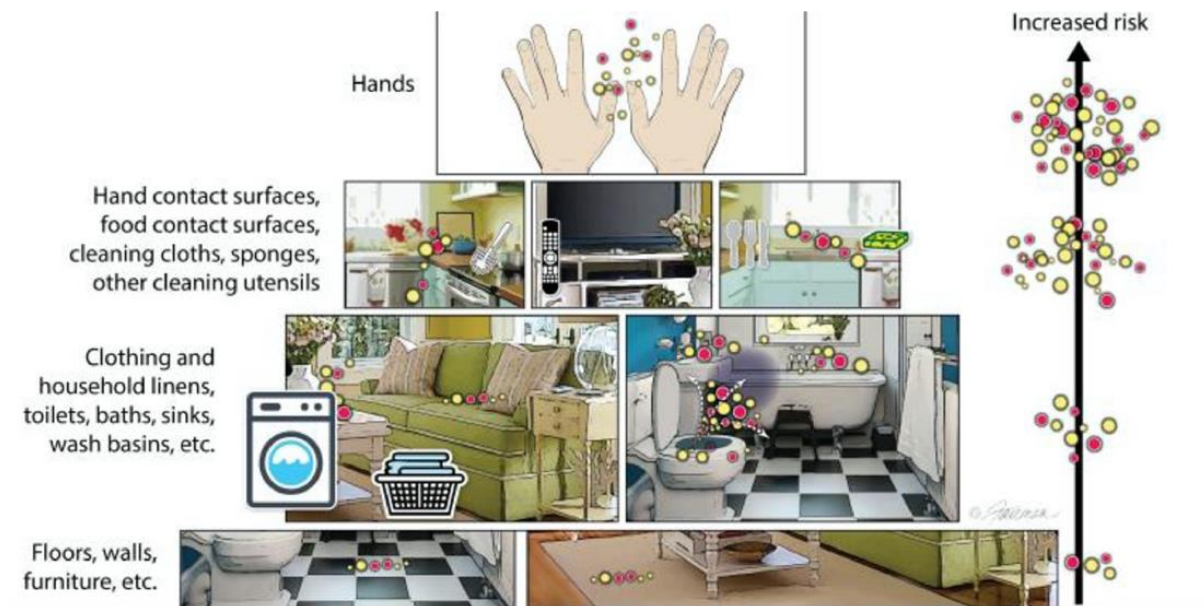 Increased risk
Hands
Hand contact surfaces,
food contact surfaces,
cleaning cloths, sponges,
other cleaning utensils
Clothing and
household linens,
toilets, baths, sinks,
wash basins, etc.
Floors, walls,
furniture, etc.